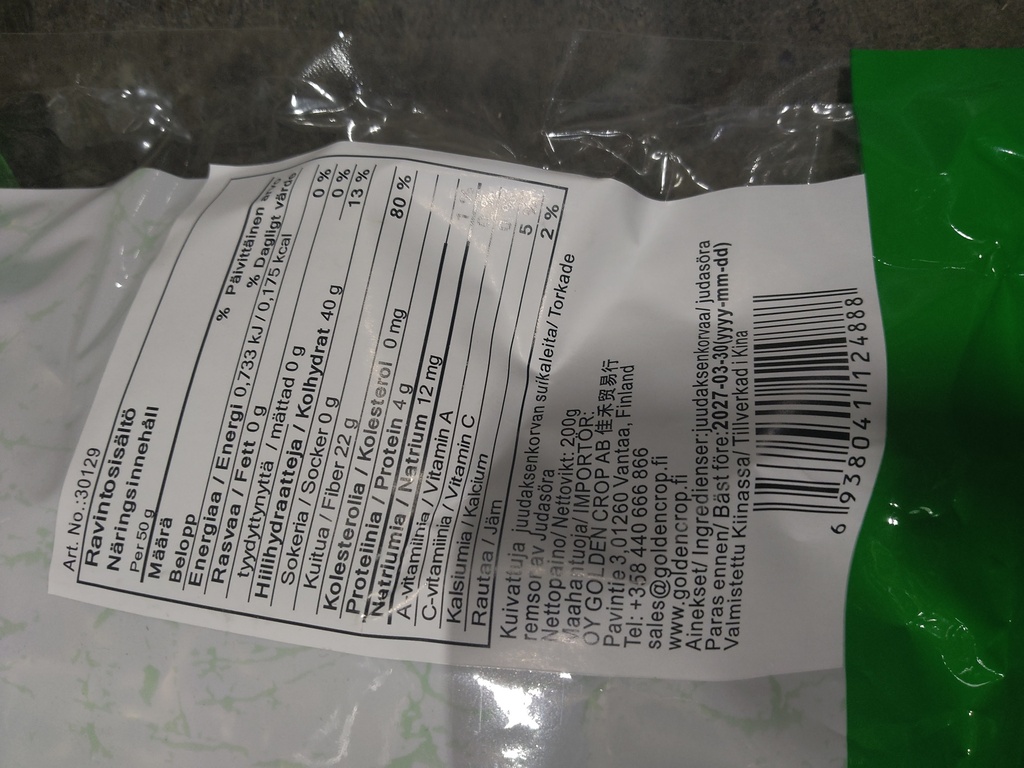 Art. No.:30129
Ravintosisältö
Näringsinnehåll
Per 50 g
Määrä
Belopp
% Päivittäinen
% Dagligt värde
Energiaa / Energi 0,733 kJ / 0,175 kcal
Rasvaa / Fett 0 g 0 %
tyydyttynyttä / mättad 0 g 0 %
Hiilihydraatteja / Kolhydrat 40 g 13 %
Sokeria / Socker 0 g
Kuitua / Fiber 22 g 80 %
Kolesterolia / Kolesterol 0 mg
Proteiinia / Protein 4 g
Natriumia / Natrium 12 mg
A-vitamiinia / Vitamin A
C-vitamiinia / Vitamin C
Kalsiumia / Kalcium 5 %
Rautaa / Jäm 2 %
Kuivattuja juudaksenkorvan suikaleita/ Torkade
remsor av Judasöra
Nettopaino/ Nettovikt: 200g
Maahantuoja/ IMPORTÖR:
OY GOLDEN CROP AB 佳禾贸易行
Pavintie 3, 01260 Vantaa, Finland
Tel: +358 440 666 866
sales@goldencrop.fi
www.goldencrop.fi
Ainekset/ Ingredienser:juudaksenkorvaa/ judasöra
Paras ennen/ Bäst före:2027-03-30(yyyy-mm-dd)
Valmistettu Kiinassa/ Tillverkad i Kina
6 938041 124888